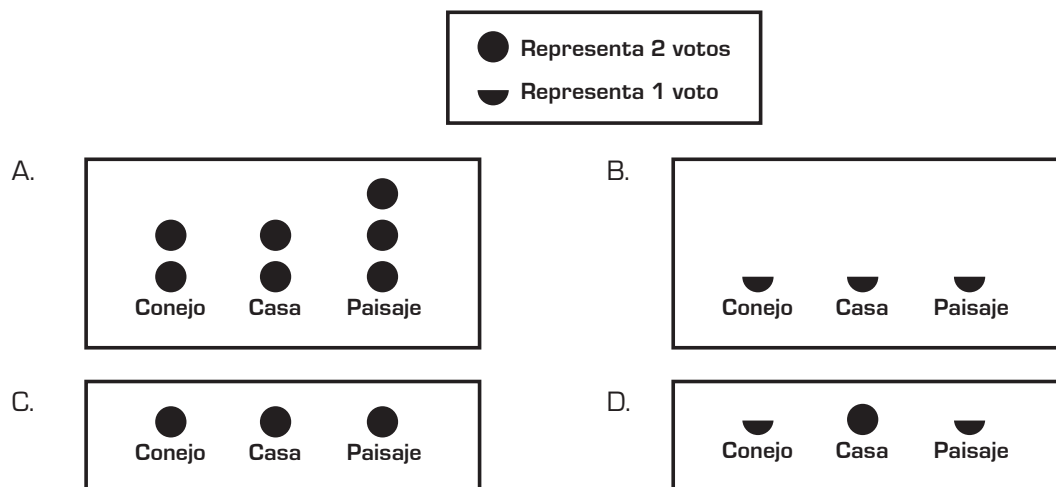 Representa 2 votos
Representa 1 voto
A.
Conejo Casa Paisaje
B.
Conejo Casa Paisaje
C.
Conejo Casa Paisaje
D.
Conejo Casa Paisaje